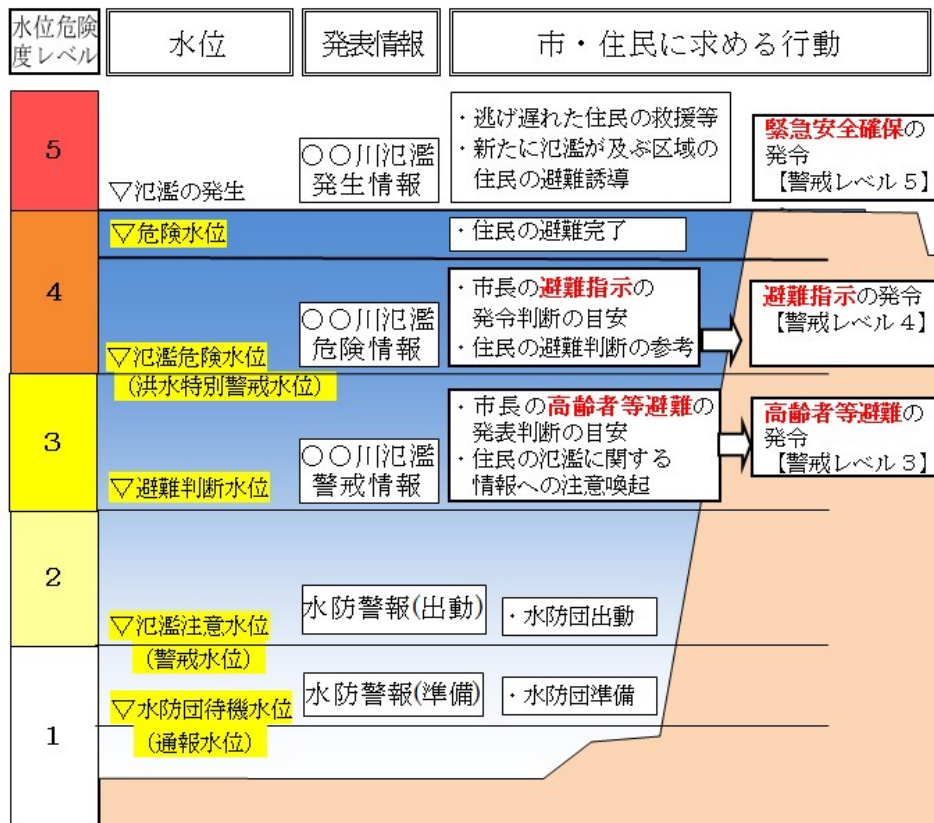 水位危険
度レベル
水位
発表情報
市・住民に求める行動
5
▽氾濫の発生
〇〇川氾濫
発生情報
・逃げ遅れた住民の救援等
・新たに氾濫が及ぶ区域の
住民の避難誘導
緊急安全確保の
発令
【警戒レベル５】
4
▽危険水位
・住民の避難完了
▽氾濫危険水位
（洪水特別警戒水位）
〇〇川氾濫
危険情報
・市長の避難指示の
発令判断の目安
・住民の避難判断の参考
避難指示の発令
【警戒レベル４】
3
▽避難判断水位
〇〇川氾濫
警戒情報
・市長の高齢者等避難の
発表判断の目安
・住民の氾濫に関する
情報への注意喚起
高齢者等避難の
発令
【警戒レベル３】
2
▽氾濫注意水位
（警戒水位）
水防警報(出動)
・水防団出動
1
▽水防団待機水位
（通報水位）
水防警報(準備)
・水防団準備